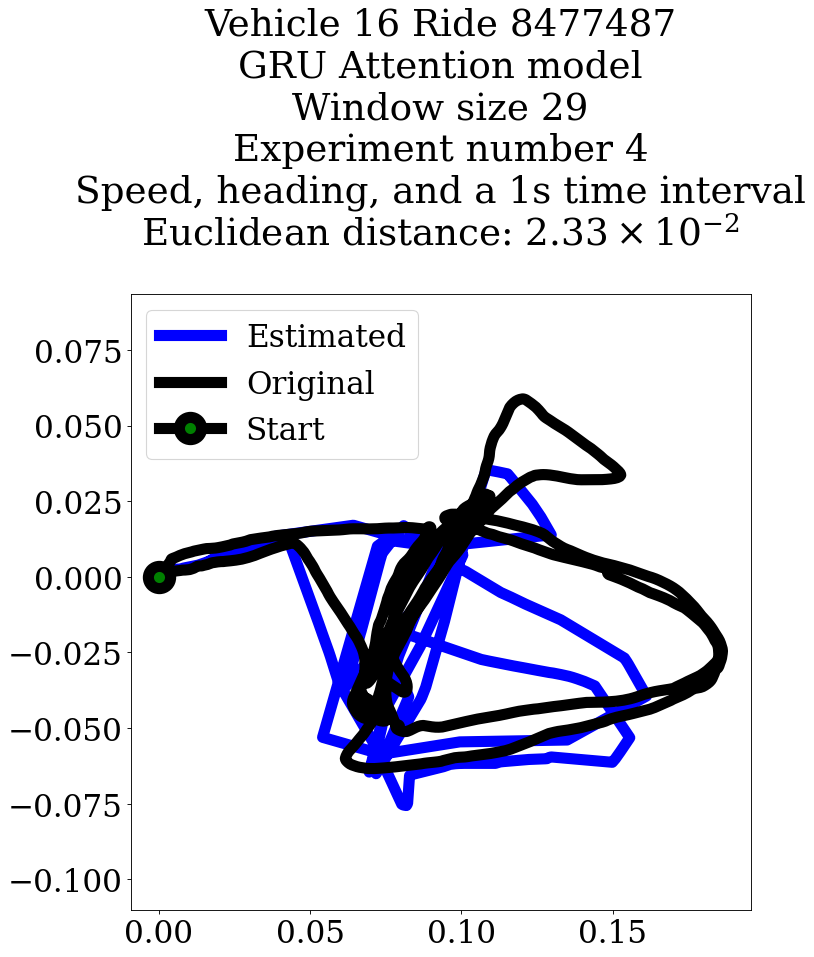 Vehicle 16 Ride 8477487
GRU Attention model
Window size 29
Experiment number 4
Speed, heading, and a 1s time interval
Euclidean distance: 2.33 × 10⁻²
Estimated
Original
Start
0.075
0.050
0.025
0.000
−0.025
−0.050
−0.075
−0.100
0.00 0.05 0.10 0.15